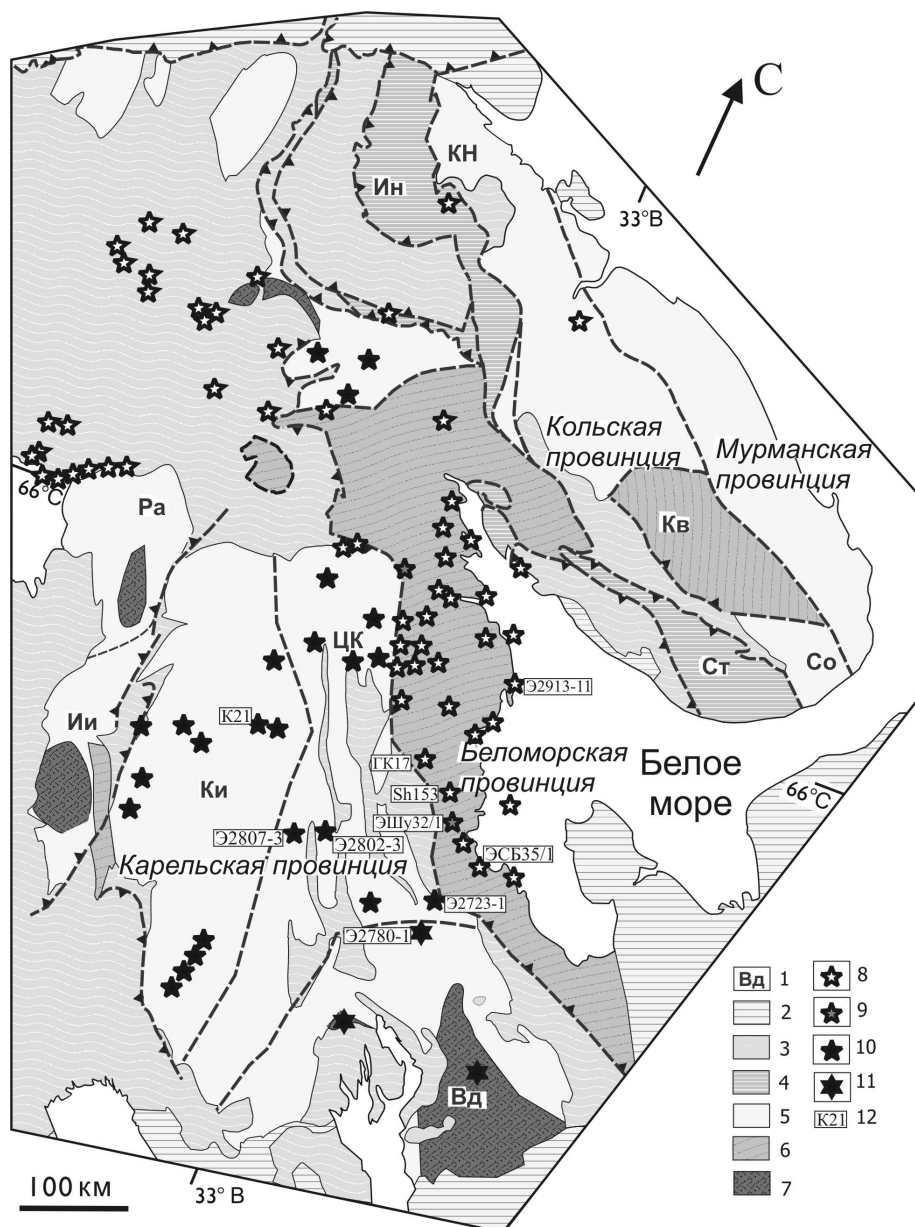 С
КН
Ин
33°В
Кольская
провинция
Мурманская
провинция
66°С
Ра
Кв
ЦК
Ст
Со
Э2913-11
К21
Ии
ГК17
Беломорская
провинция
Белое
море
66°С
Ки
Sh153
ЭШу32/1
Э2807-3
Э2802-3
ЭСБ35/1
Карельская провинция
Э2723-1
Э2780-1
Вд
Вд 1
2
3
4
5
6
7
8
9
10
11
К21 12
100 км
33° В